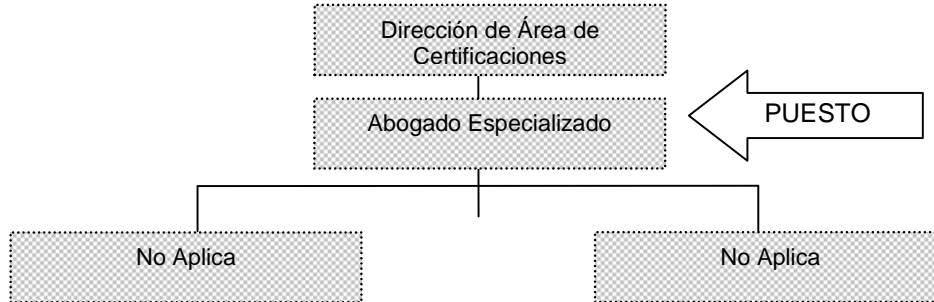 Dirección de Área de
Certificaciones
Abogado Especializado
PUESTO
No Aplica
No Aplica